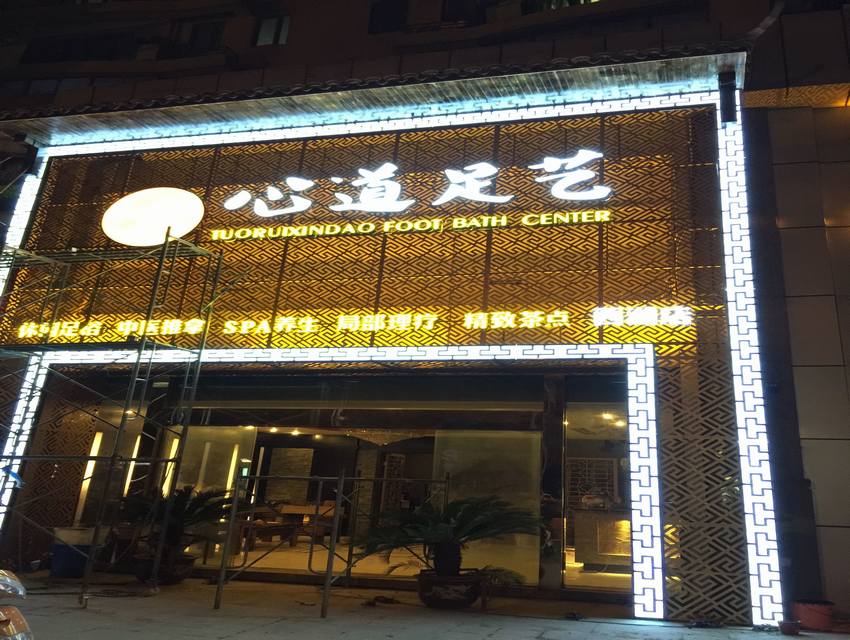 心道足艺
TUORUIXINDAO FOOT BATH CENTER
休闲足浴 中医推拿 SPA养生 局部理疗 精致茶点